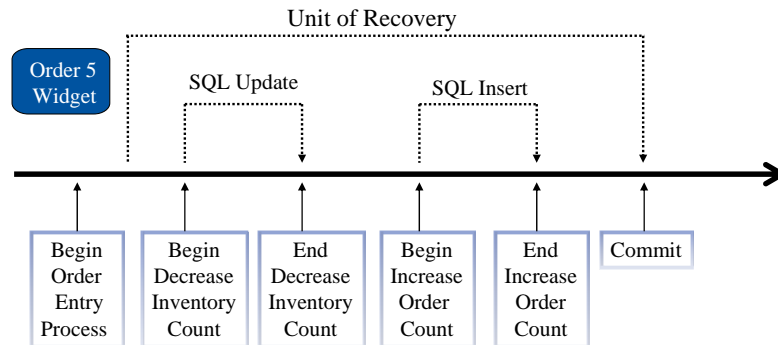 Unit of Recovery
Order 5
Widget
SQL Update
SQL Insert
Begin
Order
Entry
Process
Begin
Decrease
Inventory
Count
End
Decrease
Inventory
Count
Begin
Increase
Order
Count
End
Increase
Order
Count
Commit